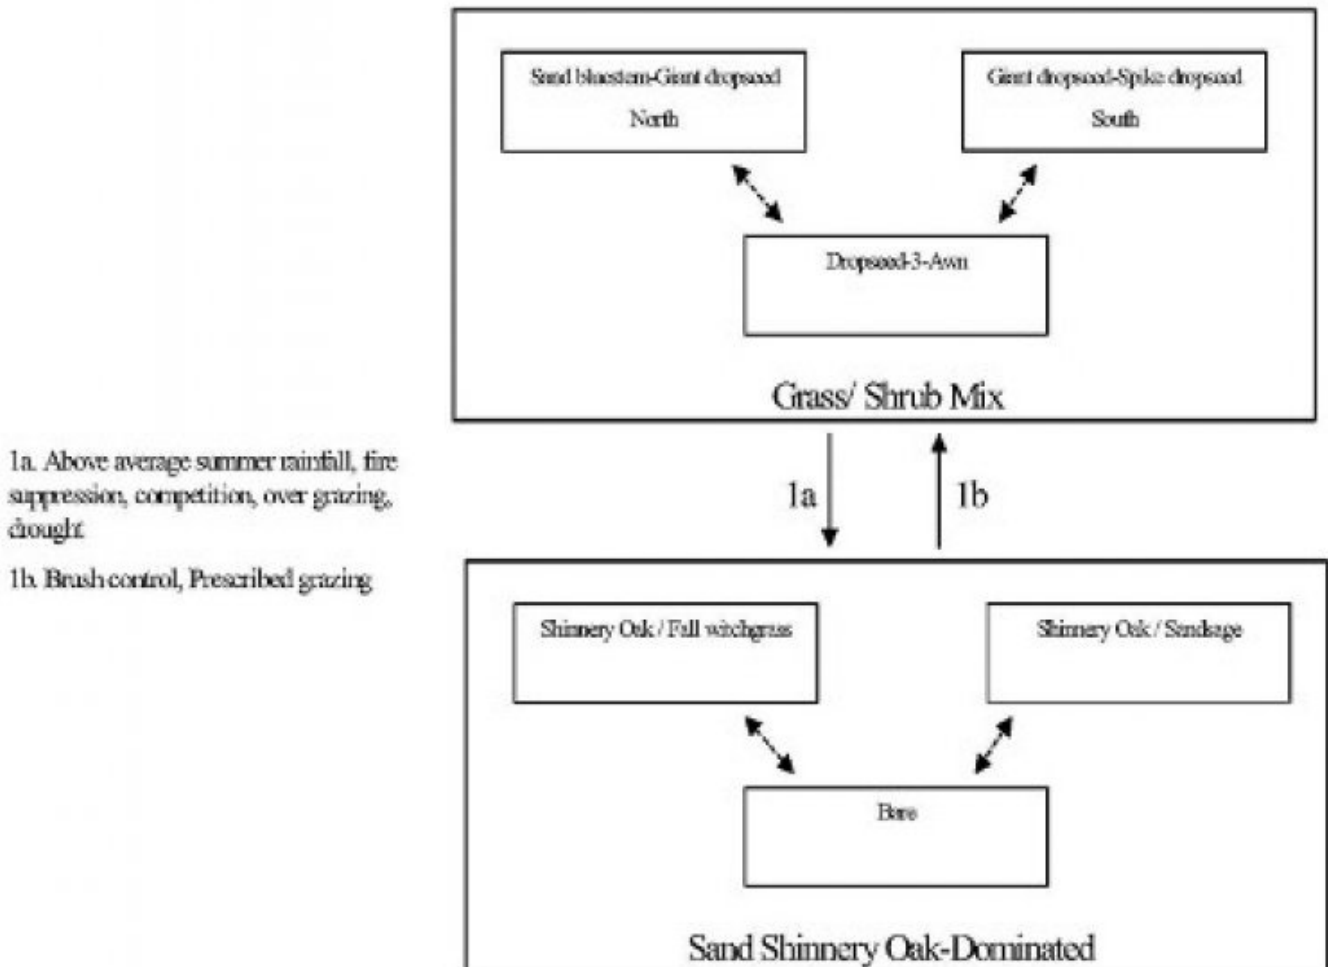 Sand bluestem-Giant dropseed
North
Giant dropseed-Spike dropseed
South
Dropseed-3-Awn
Grass/ Shrub Mix
1a. Above average summer rainfall, fire
suppression, competition, over grazing,
drought
1b. Brush control, Prescribed grazing
1a
1b
Shinnery Oak / Fall witchgrass
Shinnery Oak / Sandsage
Bare
Sand Shinnery Oak-Dominated